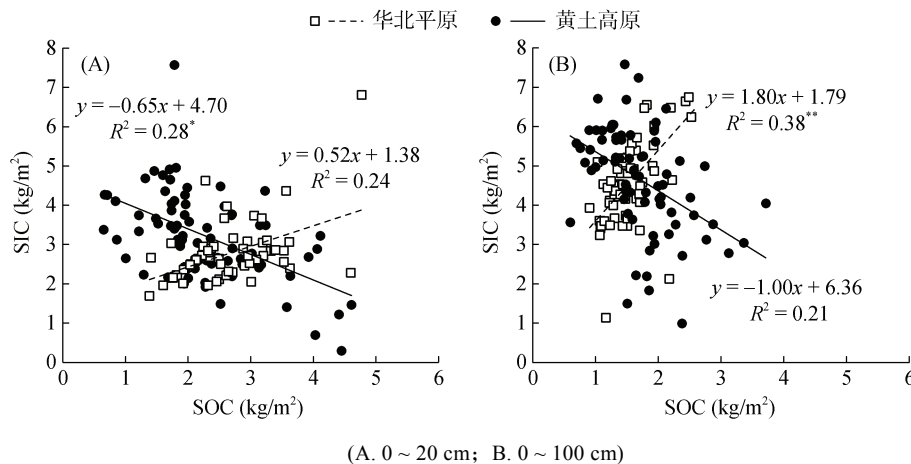 华北平原 黄土高原
(A)
y = −0.65x + 4.70
R² = 0.28*
y = 0.52x + 1.38
R² = 0.24
SIC (kg/m²)
8
7
6
5
4
3
2
1
0
0 1 2 3 4 5 6
SOC (kg/m²)
(B)
y = 1.80x + 1.79
R² = 0.38**
y = −1.00x + 6.36
R² = 0.21
SIC (kg/m²)
8
7
6
5
4
3
2
1
0
0 1 2 3 4 5 6
SOC (kg/m²)
(A. 0 ~ 20 cm；B. 0 ~ 100 cm)